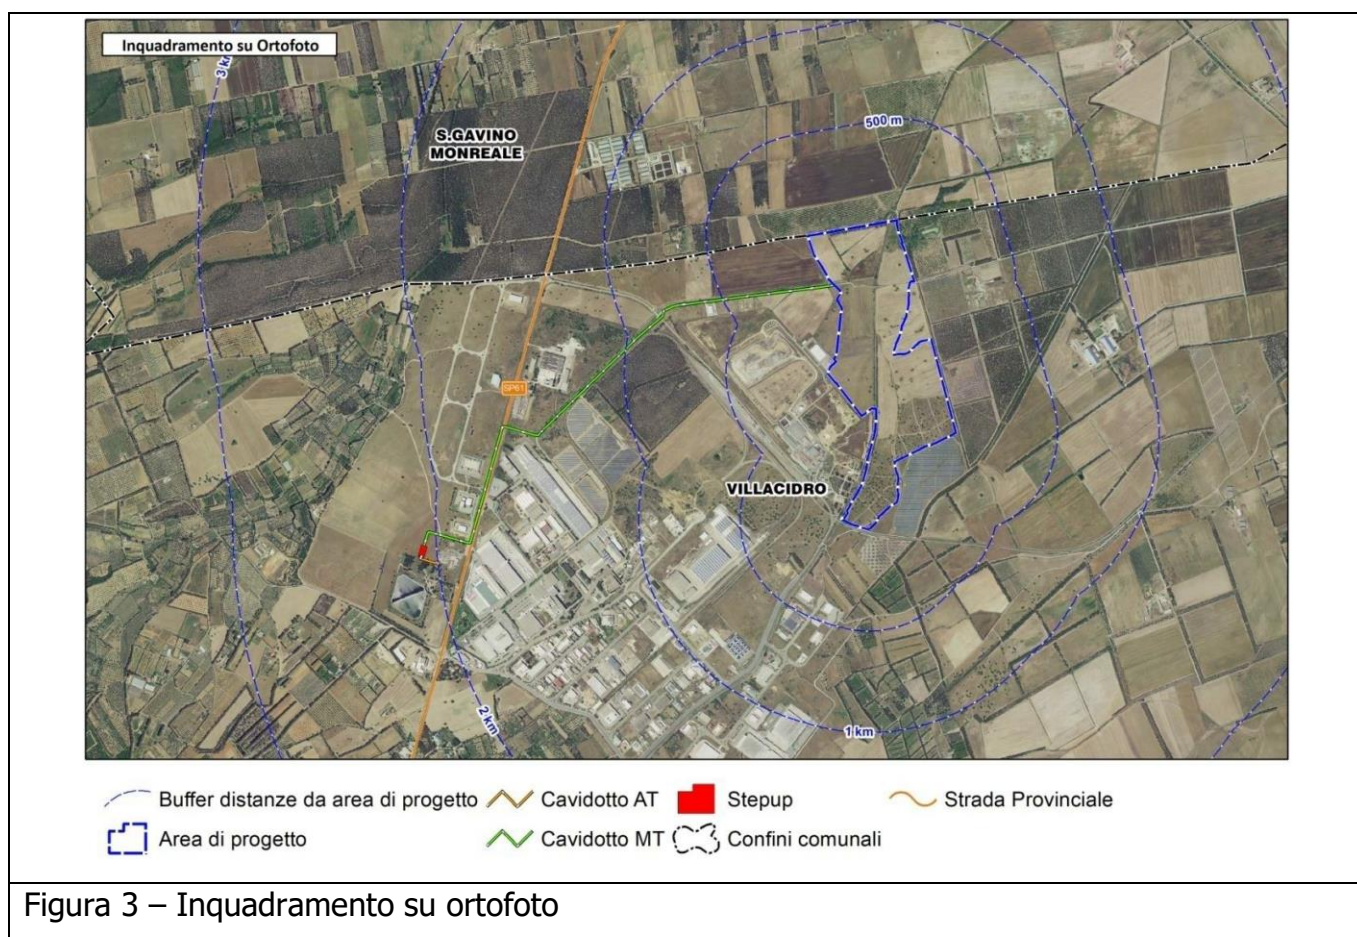 Inquadramento su Ortofoto
3 km
S.GAVINO
MONREALE
500 m
SP61
VILLACIDRO
2 km
1 km
Buffer distanze da area di progetto
Cavidotto AT
Stepup
Strada Provinciale
Area di progetto
Cavidotto MT
Confini comunali
Figura 3 – Inquadramento su ortofoto